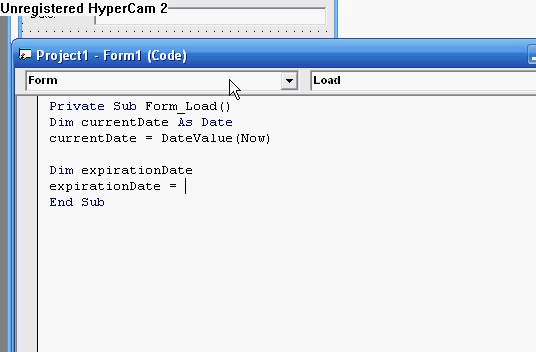 Unregistered HyperCam 2
Project1 - Form1 (Code)
Form
Load
Private Sub Form_Load()
Dim currentDate As Date
currentDate = DateValue(Now)
Dim expirationDate
expirationDate =
End Sub